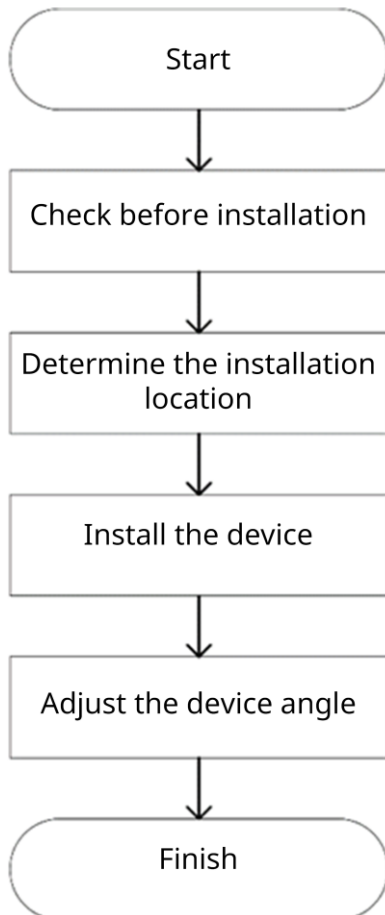 Start
Check before installation
Determine the installation
location
Install the device
Adjust the device angle
Finish